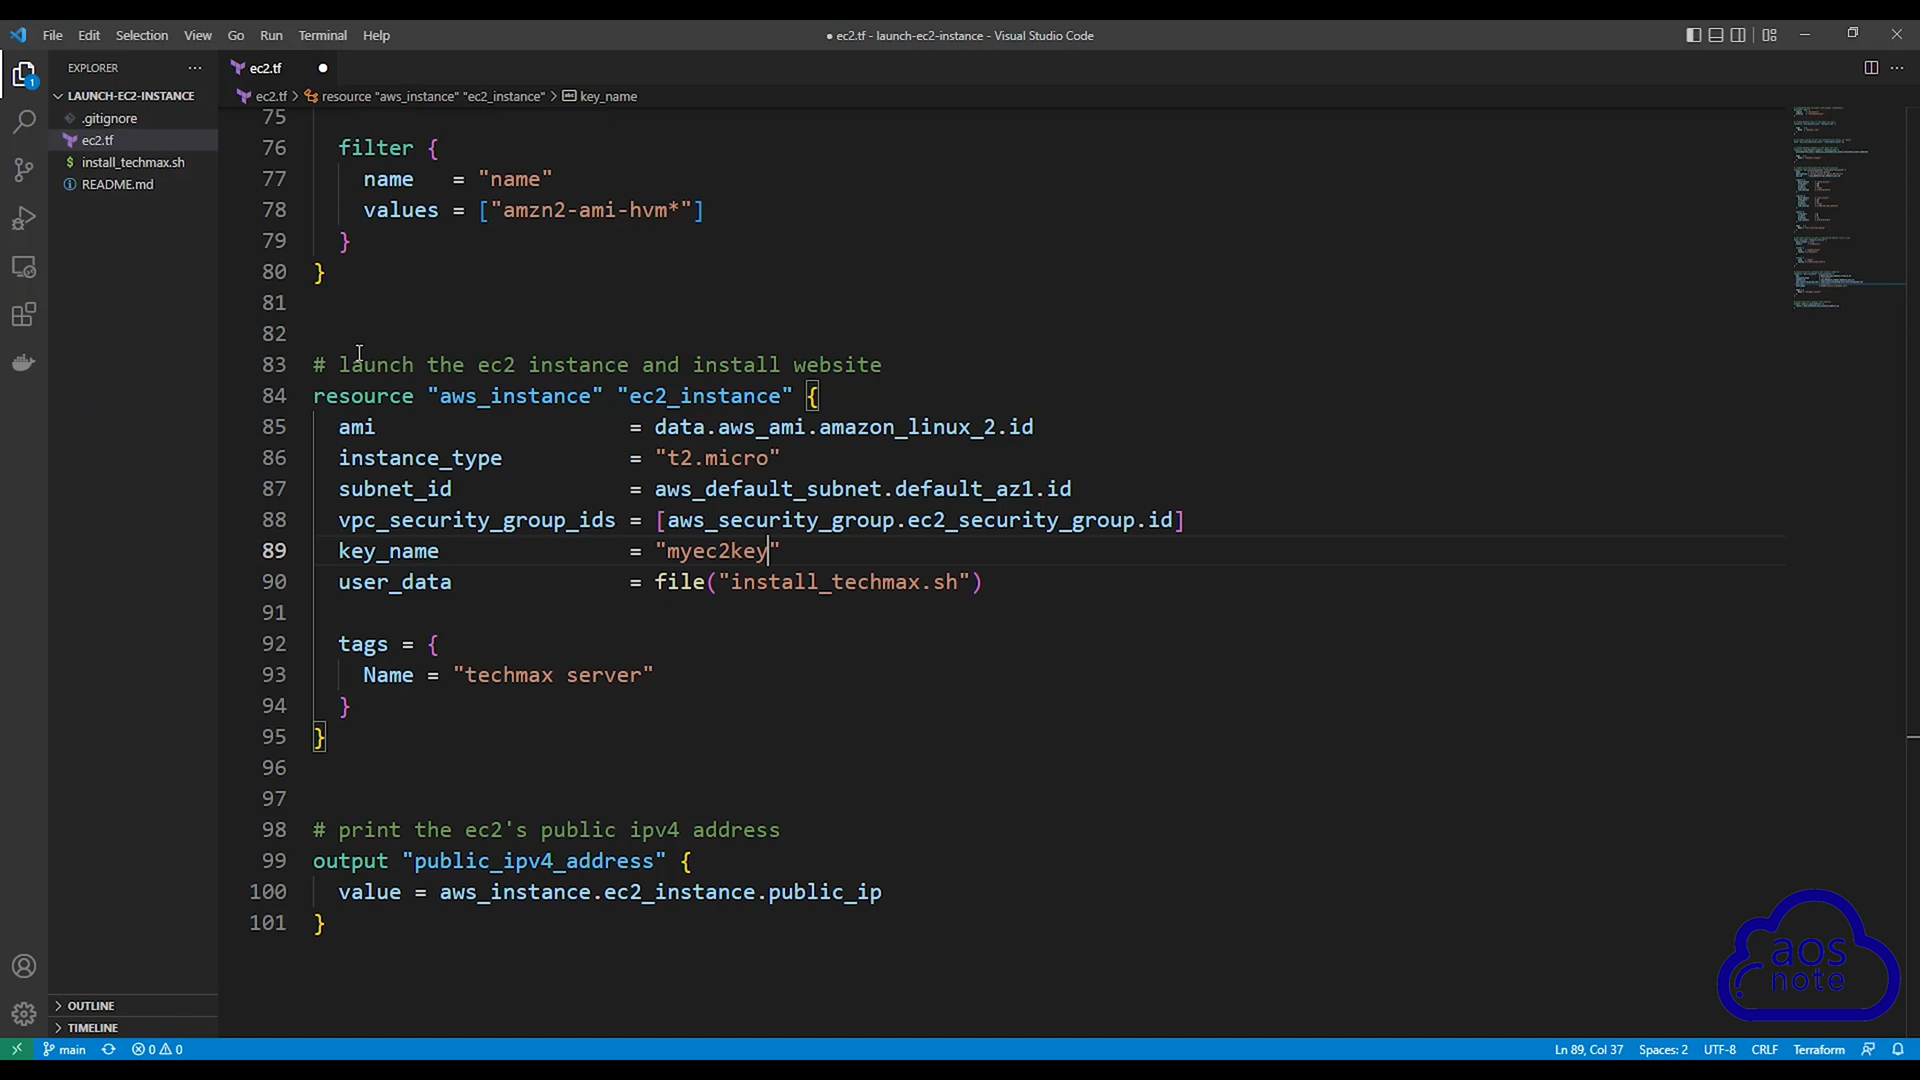 File Edit Selection View Go Run Terminal Help
● ec2.tf - launch-ec2-instance - Visual Studio Code
EXPLORER
ec2.tf
LAUNCH-EC2-INSTANCE
.gitignore
ec2.tf
$ install_techmax.sh
README.md
1
ec2.tf > resource "aws_instance" "ec2_instance" > key_name
75
76 filter {
77 name = "name"
78 values = ["amzn2-ami-hvm*"]
79 }
80 }
81
82
83 # launch the ec2 instance and install website
84 resource "aws_instance" "ec2_instance" {
85 ami = data.aws_ami.amazon_linux_2.id
86 instance_type = "t2.micro"
87 subnet_id = aws_default_subnet.default_az1.id
88 vpc_security_group_ids = [aws_security_group.ec2_security_group.id]
89 key_name = "myec2key"
90 user_data = file("install_techmax.sh")
91
92 tags = {
93 Name = "techmax server"
94 }
95 }
96
97
98 # print the ec2's public ipv4 address
99 output "public_ipv4_address" {
100 value = aws_instance.ec2_instance.public_ip
101 }
aos
note
OUTLINE
TIMELINE
main 0 0
Ln 89, Col 37 Spaces: 2 UTF-8 CRLF Terraform